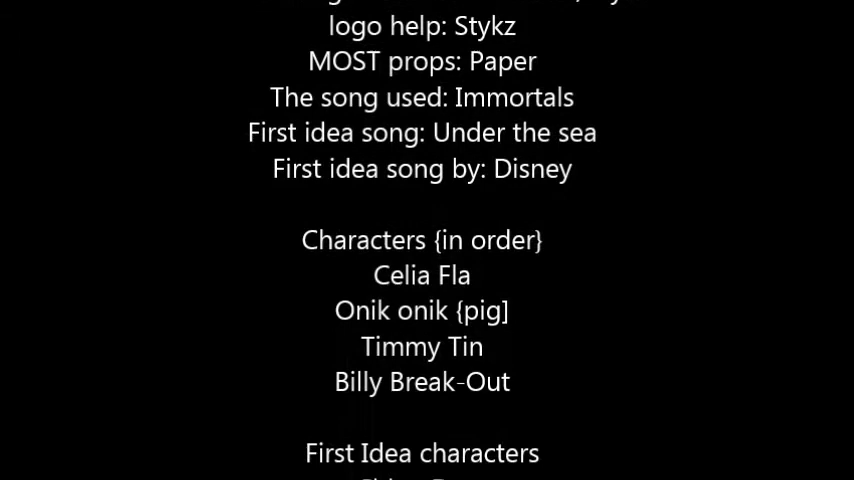 logo help: Stykz
MOST props: Paper
The song used: Immortals
First idea song: Under the sea
First idea song by: Disney
Characters {in order}
Celia Fla
Onik onik {pig]
Timmy Tin
Billy Break-Out
First Idea characters